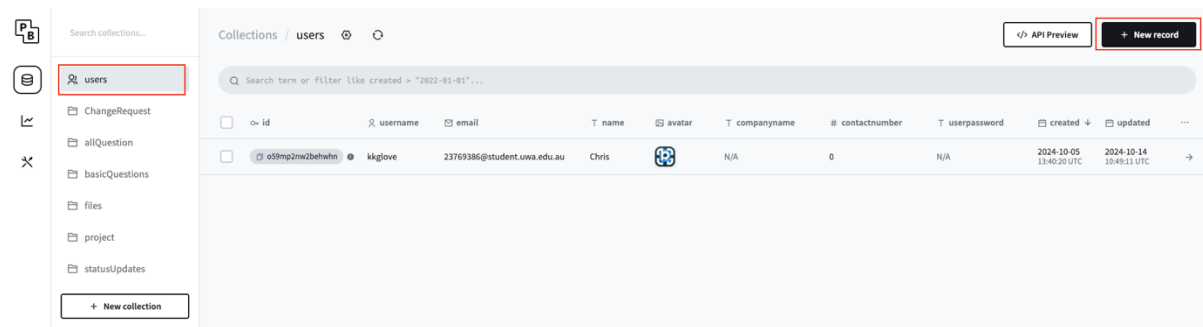 PB
Search collections...
Collections / users
</> API Preview
+ New record
users
ChangeRequest
allQuestion
basicQuestions
files
project
statusUpdates
+ New collection
Search term or filter like created > "2022-01-01"...
id username email T name avatar T companyname # contactnumber T userpassword created ↓ updated ...
o59mp2nw2behwhn kkglove 23769386@student.uwa.edu.au Chris N/A 0 N/A 2024-10-05 2024-10-14 →
13:40:20 UTC 10:49:11 UTC